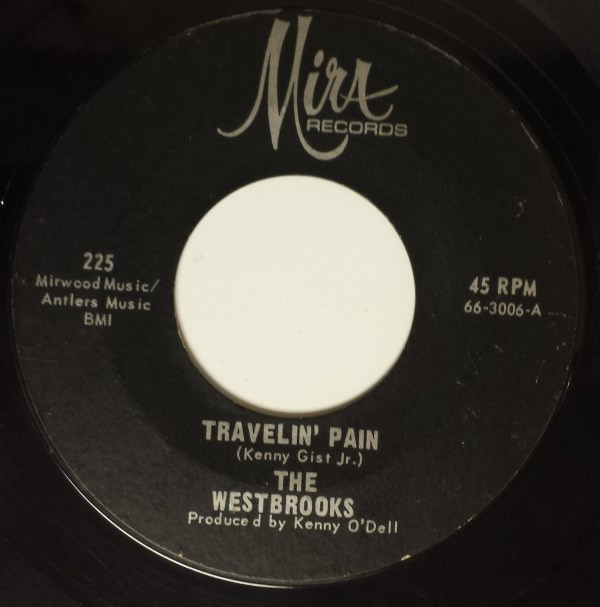 Mira
RECORDS
225
Mirwood Music/
Antlers Music
BMI
45 RPM
66-3006-A
TRAVELIN' PAIN
(Kenny Gist Jr.)
THE
WESTBROOKS
Produced by Kenny O'Dell